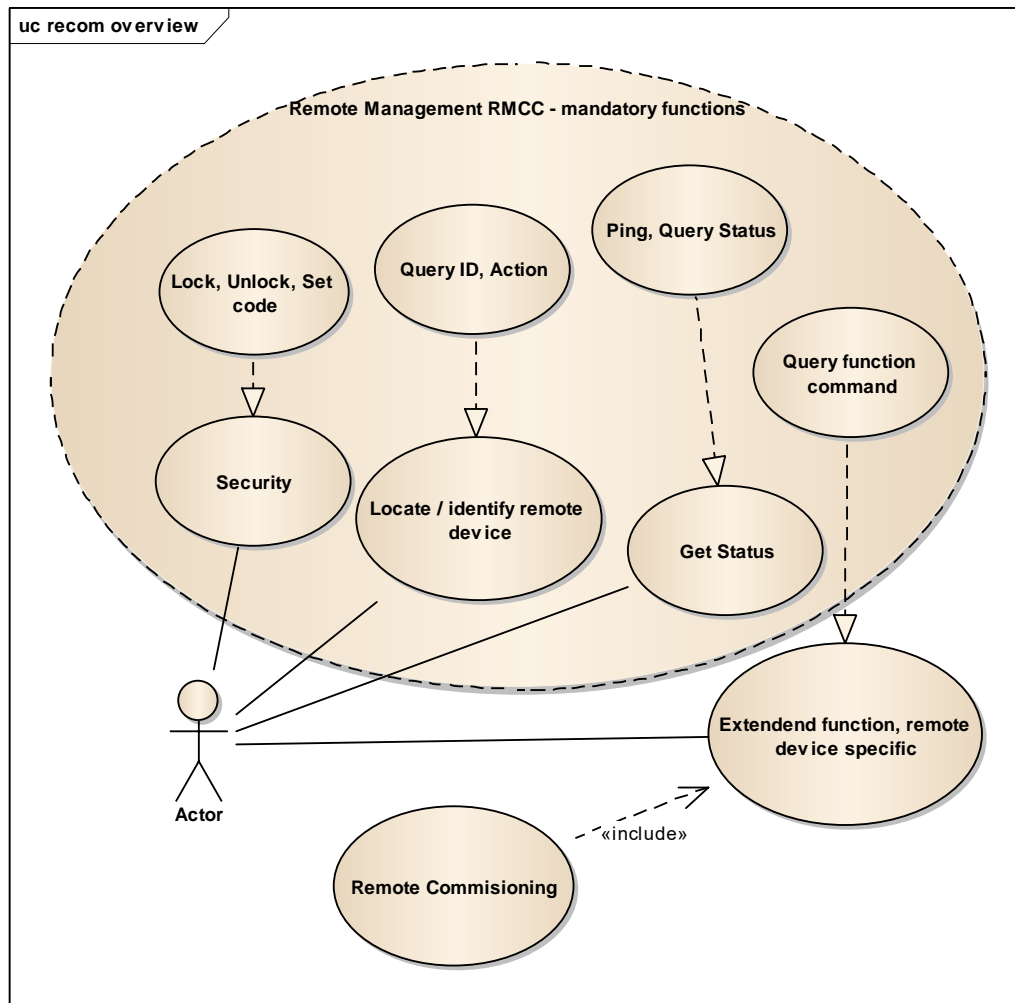 uc recom overview
Remote Management RMCC - mandatory functions
Ping, Query Status
Query ID, Action
Lock, Unlock, Set
code
Query function
command
Security
Locate / identify remote
device
Get Status
Extendend function, remote
device specific
Actor
«include»
Remote Commisioning